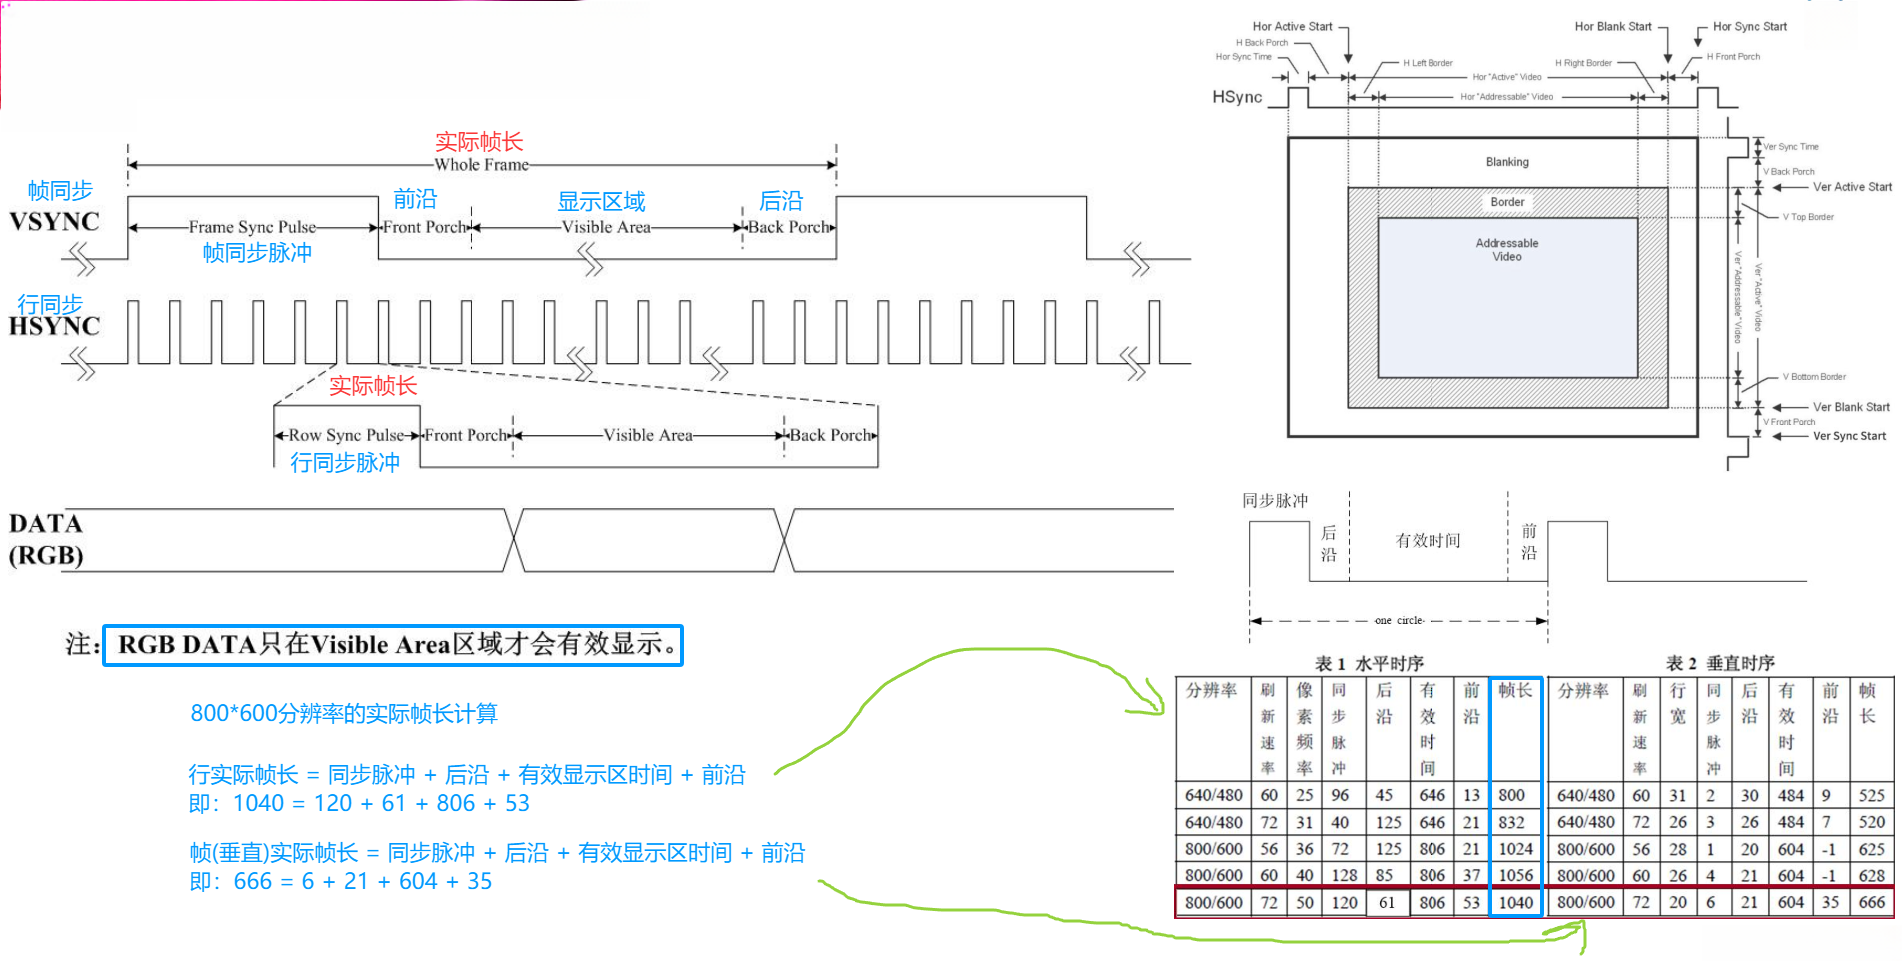 实际帧长
Whole Frame
帧同步
VSYNC
前沿
显示区域
后沿
Frame Sync Pulse
Front Porch
Visible Area
Back Porch
帧同步脉冲
行同步
HSYNC
实际帧长
Row Sync Pulse
Front Porch
Visible Area
Back Porch
行同步脉冲
DATA
(RGB)
注：RGB DATA只在Visible Area区域才会有效显示。
800*600分辨率的实际帧长计算
行实际帧长 = 同步脉冲 + 后沿 + 有效显示区时间 + 前沿
即：1040 = 120 + 61 + 806 + 53
帧(垂直)实际帧长 = 同步脉冲 + 后沿 + 有效显示区时间 + 前沿
即：666 = 6 + 21 + 604 + 35
Hor Active Start
Hor Blank Start
Hor Sync Start
H Back Porch
Hor Sync Time
H Left Border
H Right Border
H Front Porch
Hor "Active" Video
HSync
Hor "Addressable" Video
Blanking
Border
Addressable
Video
Ver Sync Time
V Back Porch
Ver Active Start
V Top Border
Ver "Addressable" Video
Ver "Active" Video
V Bottom Border
Ver Blank Start
V Front Porch
Ver Sync Start
同步脉冲
后沿
有效时间
前沿
one circle
表 1 水平时序
分辨率 刷新速率 像素频率 同步脉冲 后沿 有效时间 前沿 帧长
640/480 60 25 96 45 646 13 800
640/480 72 31 40 125 646 21 832
800/600 56 36 72 125 806 21 1024
800/600 60 40 128 85 806 37 1056
800/600 72 50 120 61 806 53 1040
表 2 垂直时序
分辨率 刷新速率 行宽 同步脉冲 后沿 有效时间 前沿 帧长
640/480 60 31 2 30 484 9 525
640/480 72 26 3 26 484 7 520
800/600 56 28 1 20 604 -1 625
800/600 60 26 4 21 604 -1 628
800/600 72 20 6 21 604 35 666